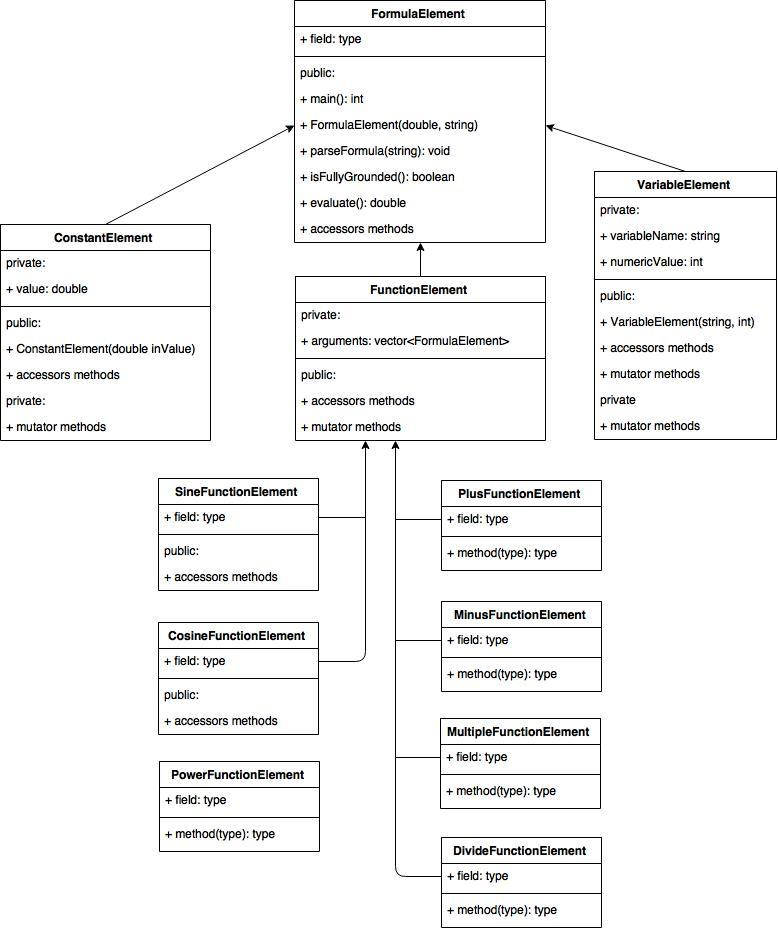 FormulaElement
+ field: type
public:
+ main(): int
+ FormulaElement(double, string)
+ parseFormula(string): void
+ isFullyGrounded(): boolean
+ evaluate(): double
+ accessors methods
ConstantElement
private:
+ value: double
public:
+ ConstantElement(double inValue)
+ accessors methods
private:
+ mutator methods
FunctionElement
private:
+ arguments: vector<FormulaElement>
public:
+ accessors methods
+ mutator methods
VariableElement
private:
+ variableName: string
+ numericValue: int
public:
+ VariableElement(string, int)
+ accessors methods
+ mutator methods
private
+ mutator methods
SineFunctionElement
+ field: type
public:
+ accessors methods
CosineFunctionElement
+ field: type
public:
+ accessors methods
PowerFunctionElement
+ field: type
+ method(type): type
PlusFunctionElement
+ field: type
+ method(type): type
MinusFunctionElement
+ field: type
+ method(type): type
MultipleFunctionElement
+ field: type
+ method(type): type
DivideFunctionElement
+ field: type
+ method(type): type